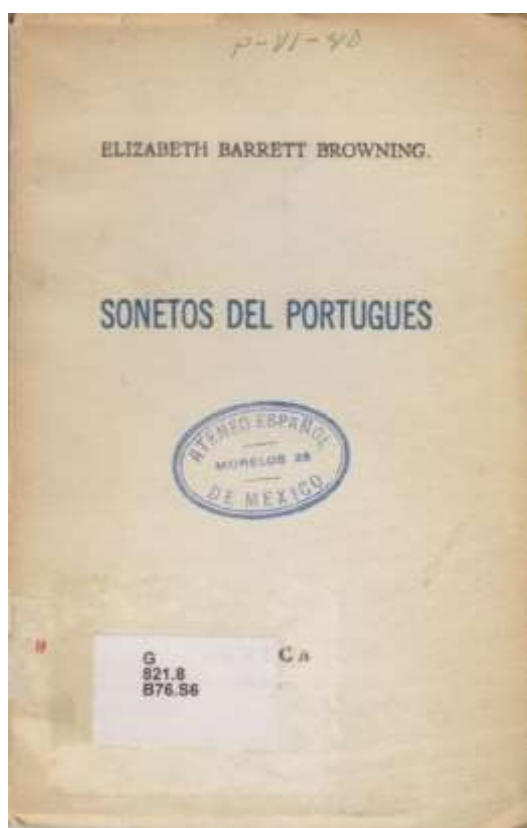 P-VI-40
ELIZABETH BARRETT BROWNING.
SONETOS DEL PORTUGUES
ATENEO ESPAÑOL
MORELOS 26
DE MEXICO
G
821.8
B76.S6